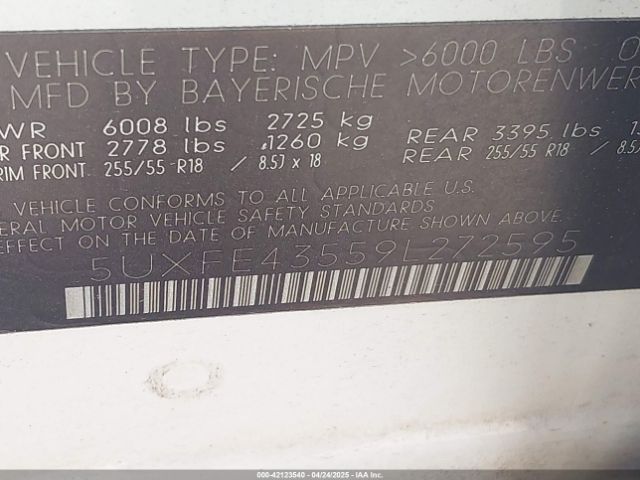 VEHICLE TYPE: MPV >6000 LBS
MFD BY BAYERISCHE MOTORENWER
WR 6008 lbs 2725 kg
R FRONT 2778 lbs 1260 kg REAR 3395 lbs 1
RIM FRONT 255/55 R18 / 8.5J x 18 REAR 255/55 R18 / 8.5J
VEHICLE CONFORMS TO ALL APPLICABLE U.S.
ERAL MOTOR VEHICLE SAFETY STANDARDS
EFFECT ON THE DATE OF MANUFACTURE SHOWN ABOVE.
5UXFE43559L272595
000-42123540 - 04/24/2025 - IAA Inc.